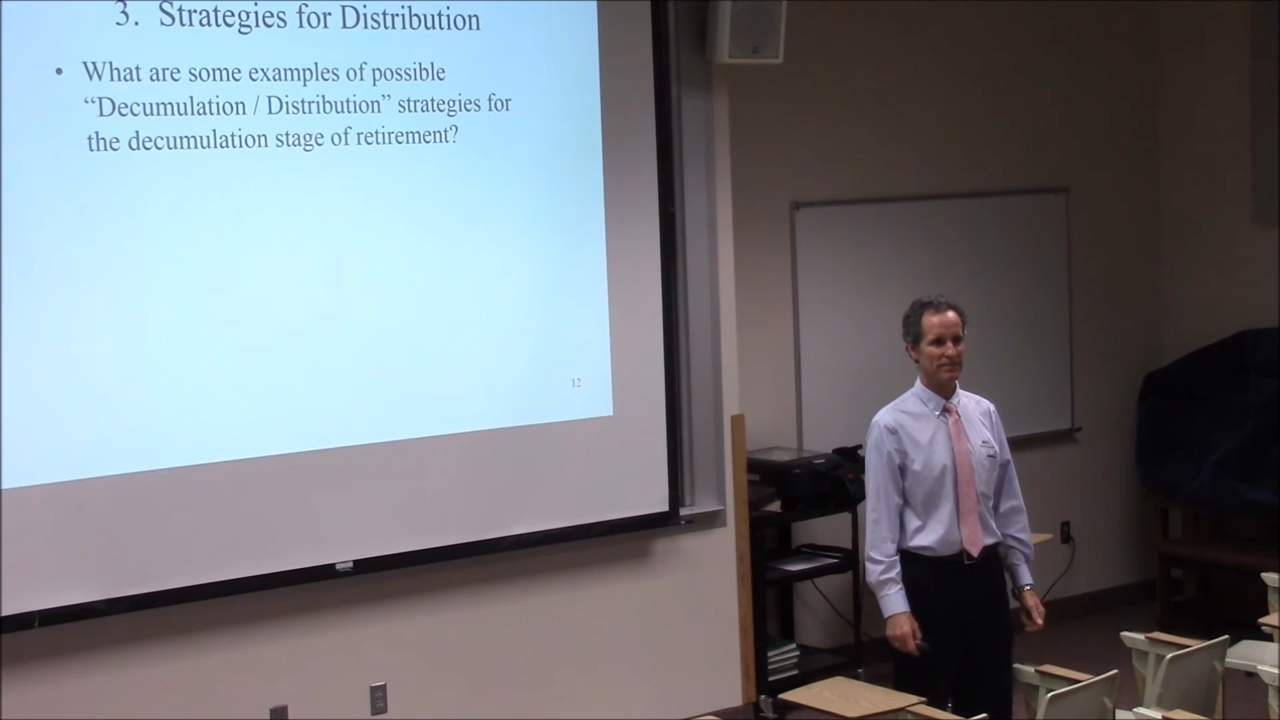 3. Strategies for Distribution
• What are some examples of possible
“Decumulation / Distribution” strategies for
the decumulation stage of retirement?
12